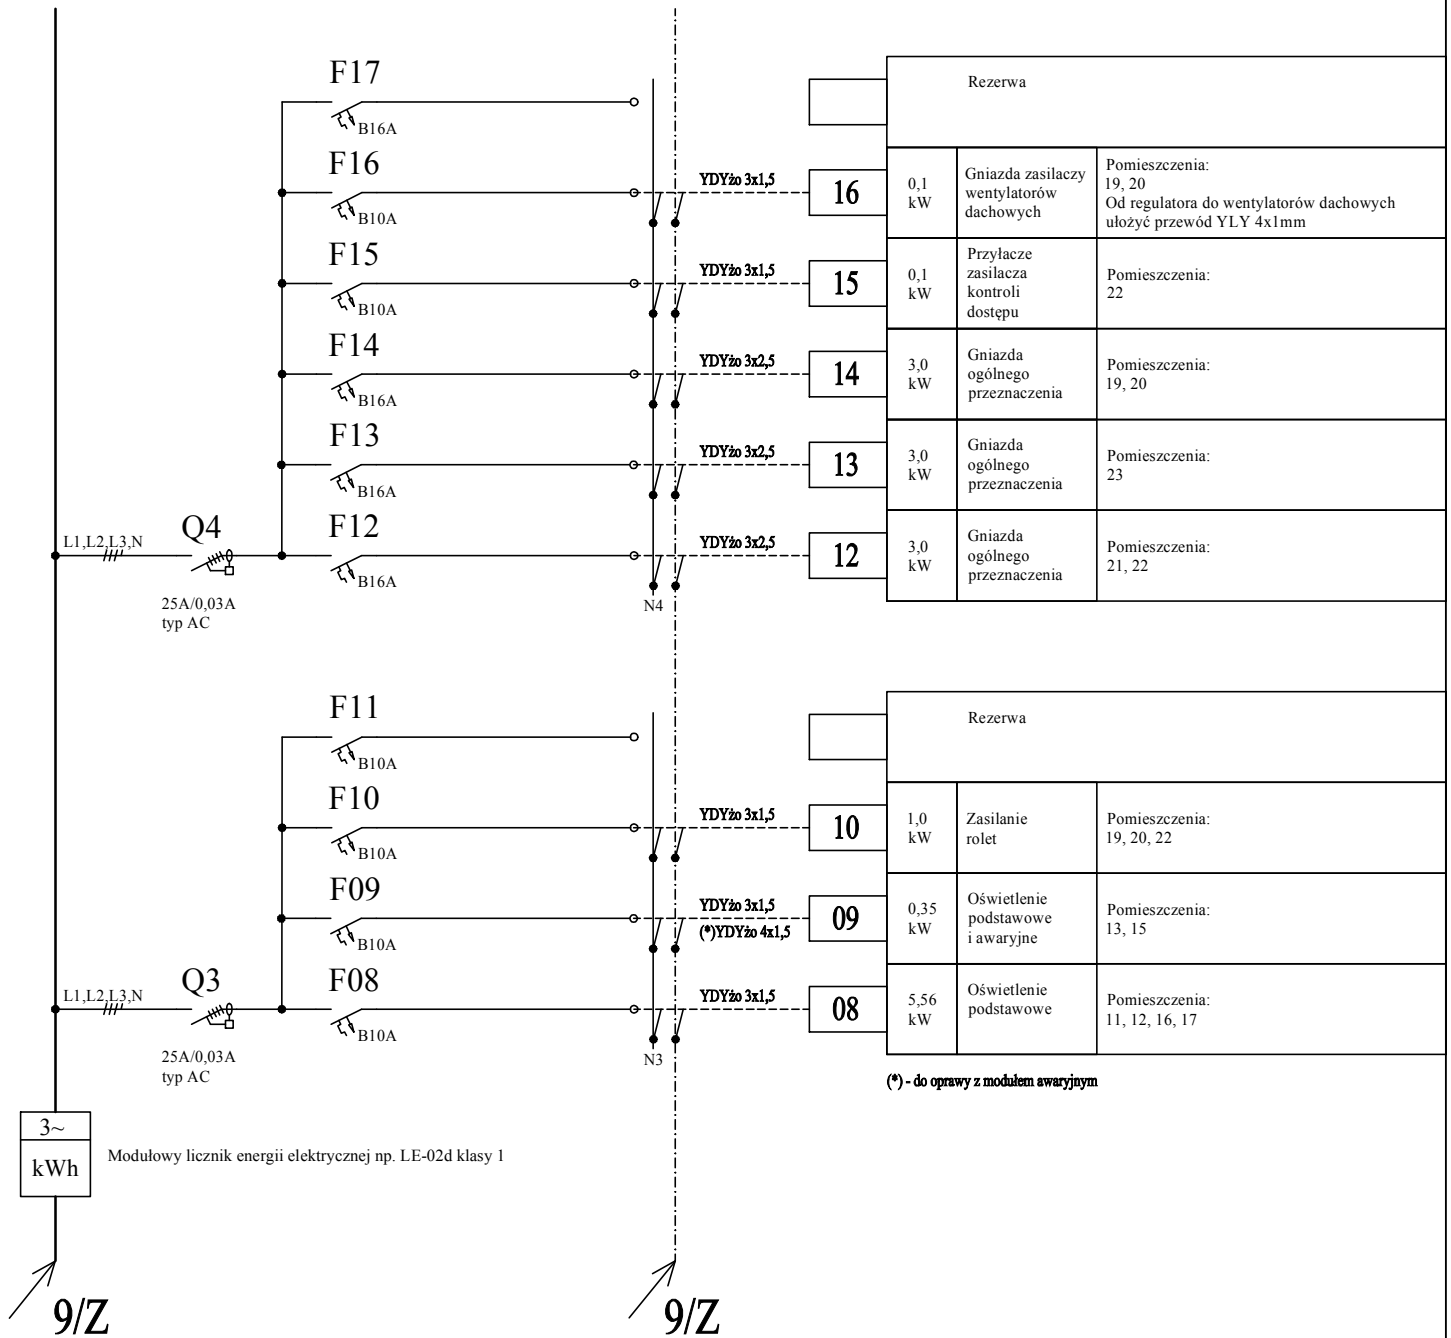 F17
B16A
Rezerwa
F16
B10A
YDYżo 3x1,5
16
0,1
kW
Gniazda zasilaczy
wentylatorów
dachowych
Pomieszczenia:
19, 20
Od regulatora do wentylatorów dachowych
ułożyć przewód YLY 4x1mm
F15
B10A
YDYżo 3x1,5
15
0,1
kW
Przyłacze
zasilacza
kontroli
dostępu
Pomieszczenia:
22
F14
B16A
YDYżo 3x2,5
14
3,0
kW
Gniazda
ogólnego
przeznaczenia
Pomieszczenia:
19, 20
F13
B16A
YDYżo 3x2,5
13
3,0
kW
Gniazda
ogólnego
przeznaczenia
Pomieszczenia:
23
L1,L2,L3,N
Q4
25A/0,03A
typ AC
F12
B16A
N4
YDYżo 3x2,5
12
3,0
kW
Gniazda
ogólnego
przeznaczenia
Pomieszczenia:
21, 22
F11
B10A
Rezerwa
F10
B10A
YDYżo 3x1,5
10
1,0
kW
Zasilanie
rolet
Pomieszczenia:
19, 20, 22
F09
B10A
YDYżo 3x1,5
(*)YDYżo 4x1,5
09
0,35
kW
Oświetlenie
podstawowe
i awaryjne
Pomieszczenia:
13, 15
L1,L2,L3,N
Q3
25A/0,03A
typ AC
F08
B10A
N3
YDYżo 3x1,5
08
5,56
kW
Oświetlenie
podstawowe
Pomieszczenia:
11, 12, 16, 17
(*) - do oprawy z modułem awaryjnym
3~
kWh
Modułowy licznik energii elektrycznej np. LE-02d klasy 1
9/Z
9/Z